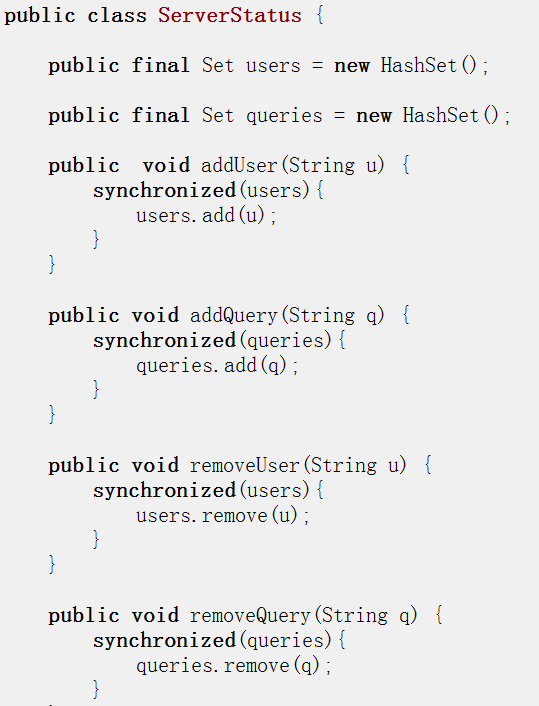 public class ServerStatus {
public final Set users = new HashSet();
public final Set queries = new HashSet();
public  void addUser(String u) {
synchronized(users){
users.add(u);
}
}
public void addQuery(String q) {
synchronized(queries){
queries.add(q);
}
}
public void removeUser(String u) {
synchronized(users){
users.remove(u);
}
}
public void removeQuery(String q) {
synchronized(queries){
queries.remove(q);
}